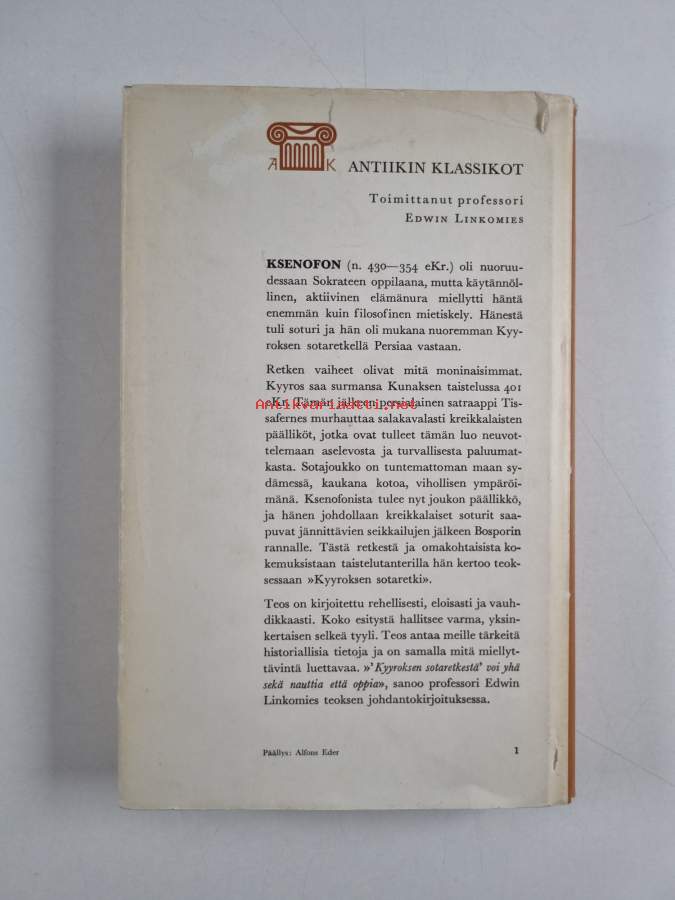 A K ANTIIKIN KLASSIKOT
Toimittanut professori
EDWIN LINKOMIES
KSENOFON (n. 430—354 eKr.) oli nuoruu-
dessaan Sokrateen oppilaana, mutta käytännöl-
linen, aktiivinen elämänura miellytti häntä
enemmän kuin filosofinen mietiskely. Hänestä
tuli soturi ja hän oli mukana nuoremman Kyy-
roksen sotaretkellä Persiaa vastaan.
Retken vaiheet olivat mitä moninaisimmat.
Kyyros saa surmansa Kunaksen taistelussa 401
eKr. Tämän jälkeen persialainen satraappi Tis-
Antikvariaatti.net
safernes murhauttaa salakavalasti kreikkalaisten
päälliköt, jotka ovat tulleet tämän luo neuvot-
telemaan aselevosta ja turvallisesta paluumat-
kasta. Sotajoukko on tuntemattoman maan sy-
dämessä, kaukana kotoa, vihollisen ympäröi-
mänä. Ksenofonista tulee nyt joukon päällikkö,
ja hänen johdollaan kreikkalaiset soturit saa-
puvat jännittävien seikkailujen jälkeen Bosporin
rannalle. Tästä retkestä ja omakohtaisista ko-
kemuksistaan taistelutanterilla hän kertoo teok-
sessaan »Kyyroksen sotaretki».
Teos on kirjoitettu rehellisesti, eloisasti ja vauh-
dikkaasti. Koko esitystä hallitsee varma, yksin-
kertaisen selkeä tyyli. Teos antaa meille tärkeitä
historiallisia tietoja ja on samalla mitä miellyt-
tävintä luettavaa. »'Kyyroksen sotaretkestä' voi yhä
sekä nauttia että oppia», sanoo professori Edwin
Linkomies teoksen johdantokirjoituksessa.
Päällys: Alfons Eder 1